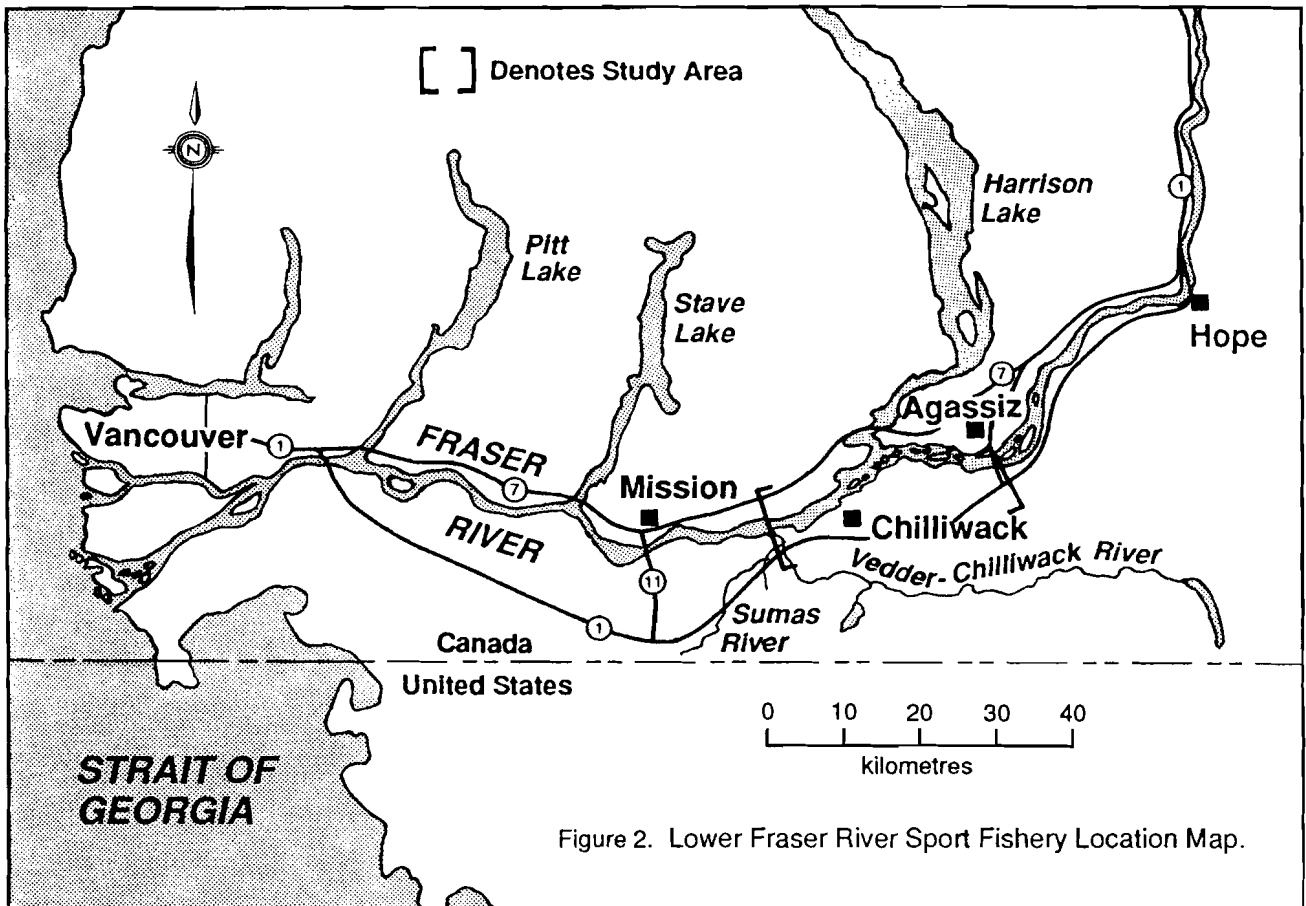 [ ] Denotes Study Area
N
Harrison
Lake
1
Pitt
Lake
Stave
Lake
Hope
7
Agassiz
Vancouver
1
FRASER
7
Mission
RIVER
Chilliwack
Vedder-Chilliwack River
11
Sumas
River
1
Canada
United States
0 10 20 30 40
kilometres
STRAIT OF
GEORGIA
Figure 2. Lower Fraser River Sport Fishery Location Map.